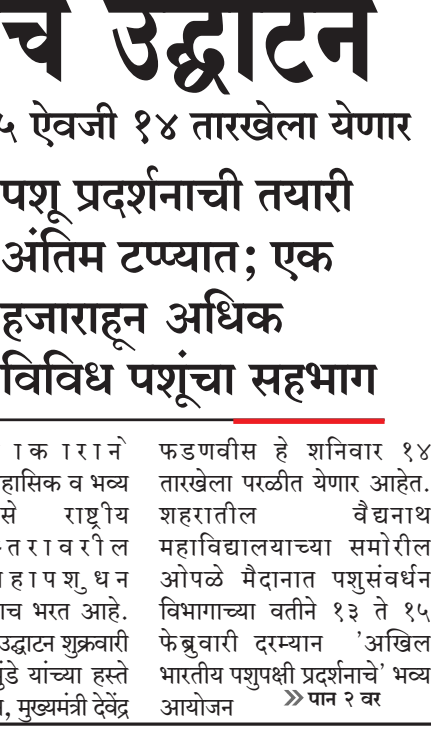 च उद्घाटन
५ ऐवजी १४ तारखेला येणार
पशू प्रदर्शनाची तयारी
अंतिम टप्प्यात; एक
हजाराहून अधिक
विविध पशूंचा सहभाग
ाकाराने
हासिक व भव्य
से राष्ट्रीय
तरावरील
हापशुधन
ाच भरत आहे.
उद्घाटन शुक्रवारी
मुंडे यांच्या हस्ते
, मुख्यमंत्री देवेंद्र
फडणवीस हे शनिवार १४
तारखेला परळीत येणार आहेत.
शहरातील वैद्यनाथ
महाविद्यालयाच्या समोरील
ओपळे मैदानात पशुसंवर्धन
विभागाच्या वतीने १३ ते १५
फेब्रुवारी दरम्यान 'अखिल
भारतीय पशुपक्षी प्रदर्शनाचे' भव्य
आयोजन » पान २ वर